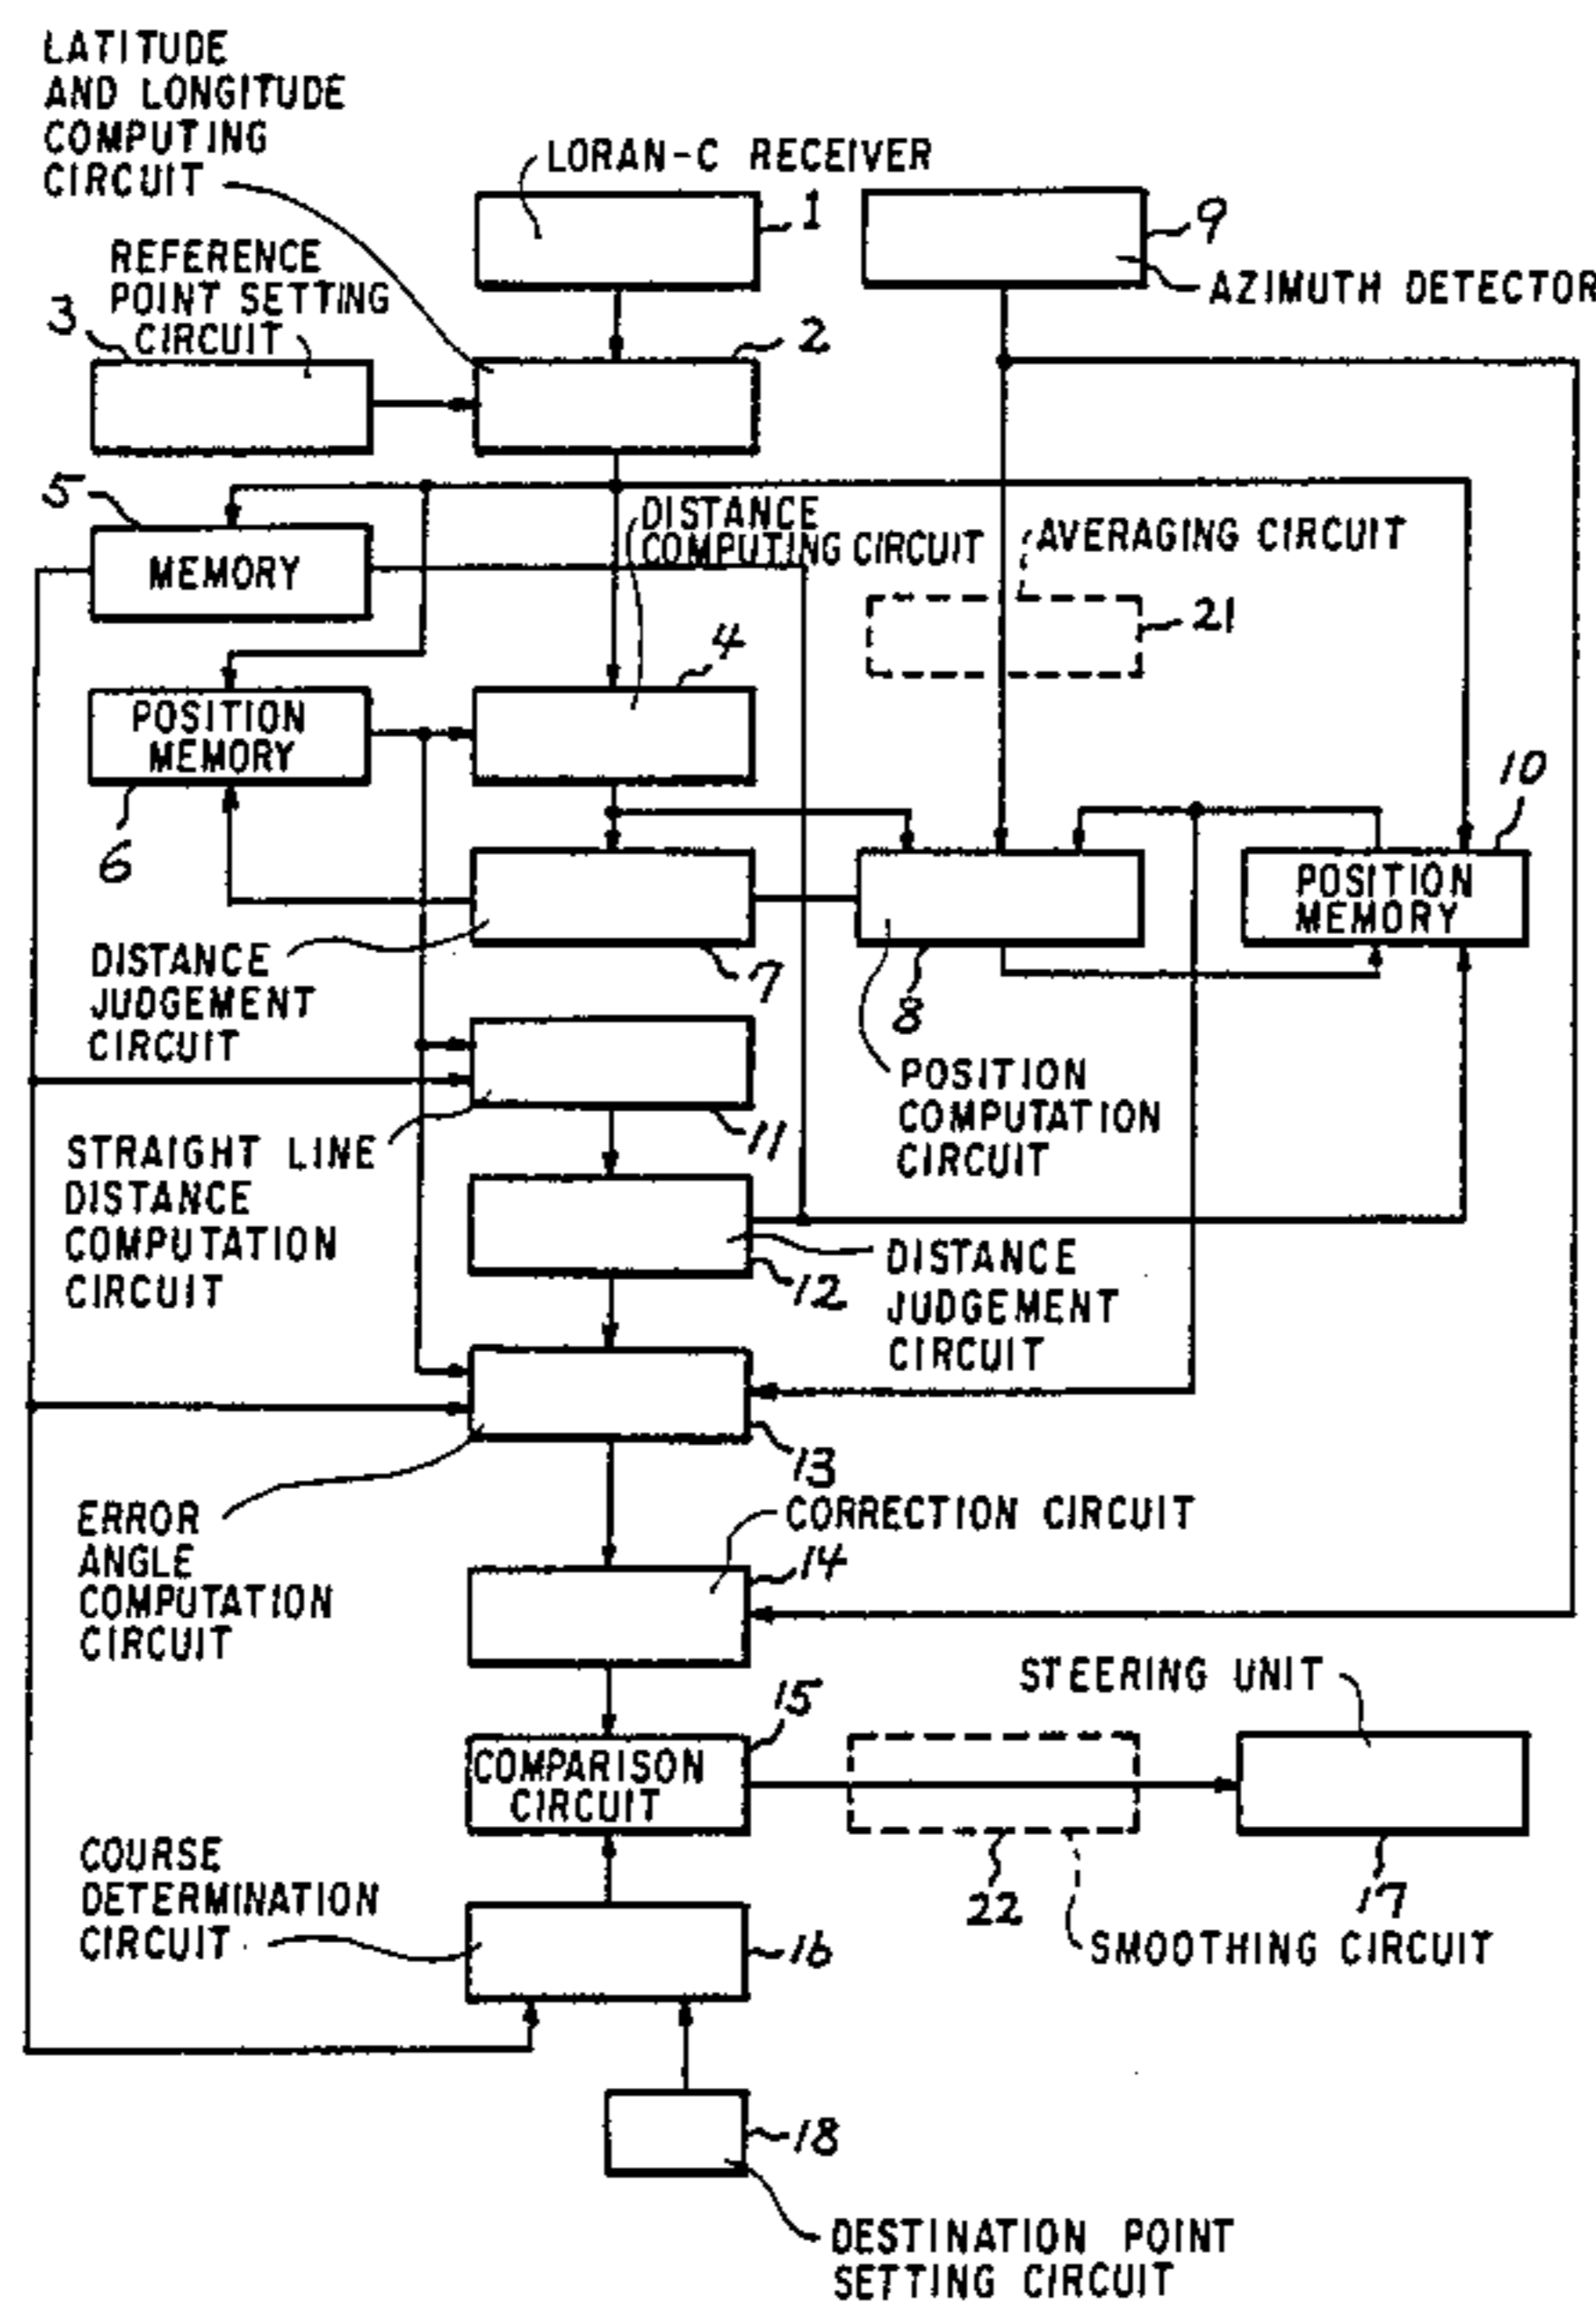 LATITUDE
AND LONGITUDE
COMPUTING
CIRCUIT
LORAN-C RECEIVER
1
9
AZIMUTH DETECTOR
REFERENCE
POINT SETTING
CIRCUIT
3
2
5
MEMORY
DISTANCE
COMPUTING CIRCUIT
AVERAGING CIRCUIT
21
4
POSITION
MEMORY
6
10
POSITION
MEMORY
DISTANCE
JUDGEMENT
CIRCUIT
7
8
POSITION
COMPUTATION
CIRCUIT
STRAIGHT LINE
DISTANCE
COMPUTATION
CIRCUIT
11
12
DISTANCE
JUDGEMENT
CIRCUIT
13
ERROR
ANGLE
COMPUTATION
CIRCUIT
CORRECTION CIRCUIT
14
15
COMPARISON
CIRCUIT
STEERING UNIT
17
22
SMOOTHING CIRCUIT
COURSE
DETERMINATION
CIRCUIT
16
18
DESTINATION POINT
SETTING CIRCUIT